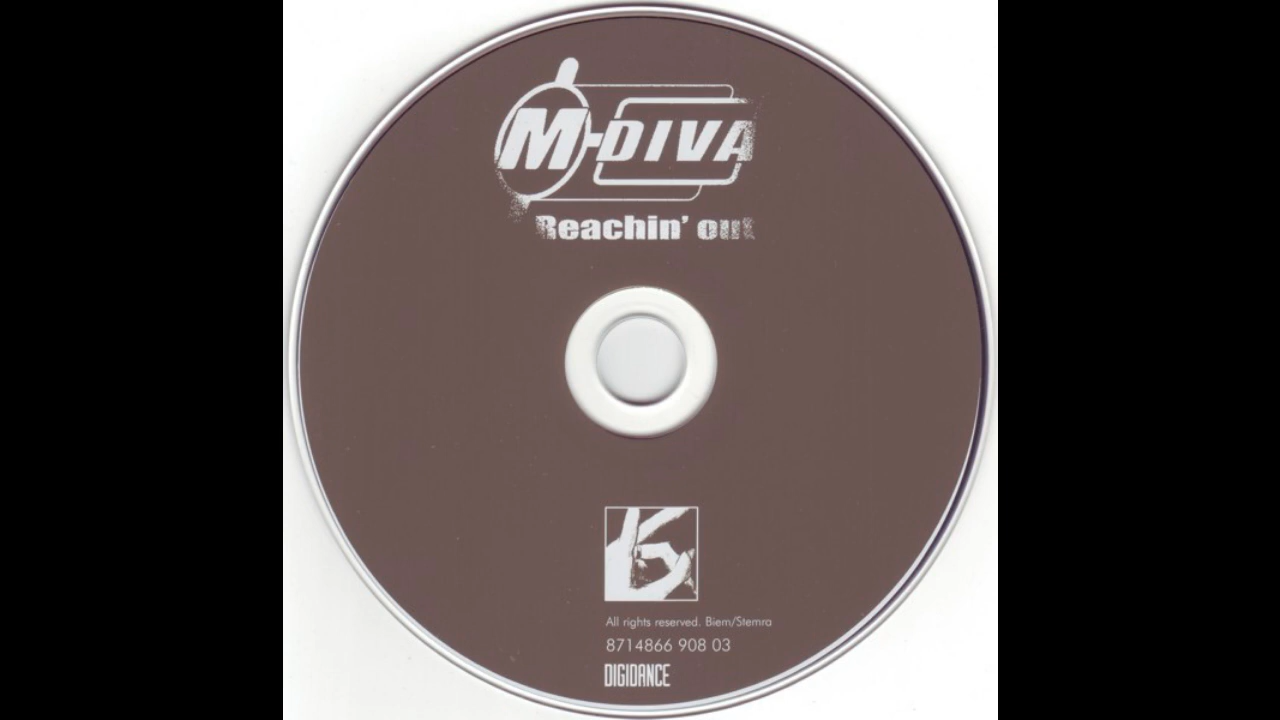 M-DIVA
Reachin' out
All rights reserved. Biem/Stemra
8714866 908 03
DIGIDANCE